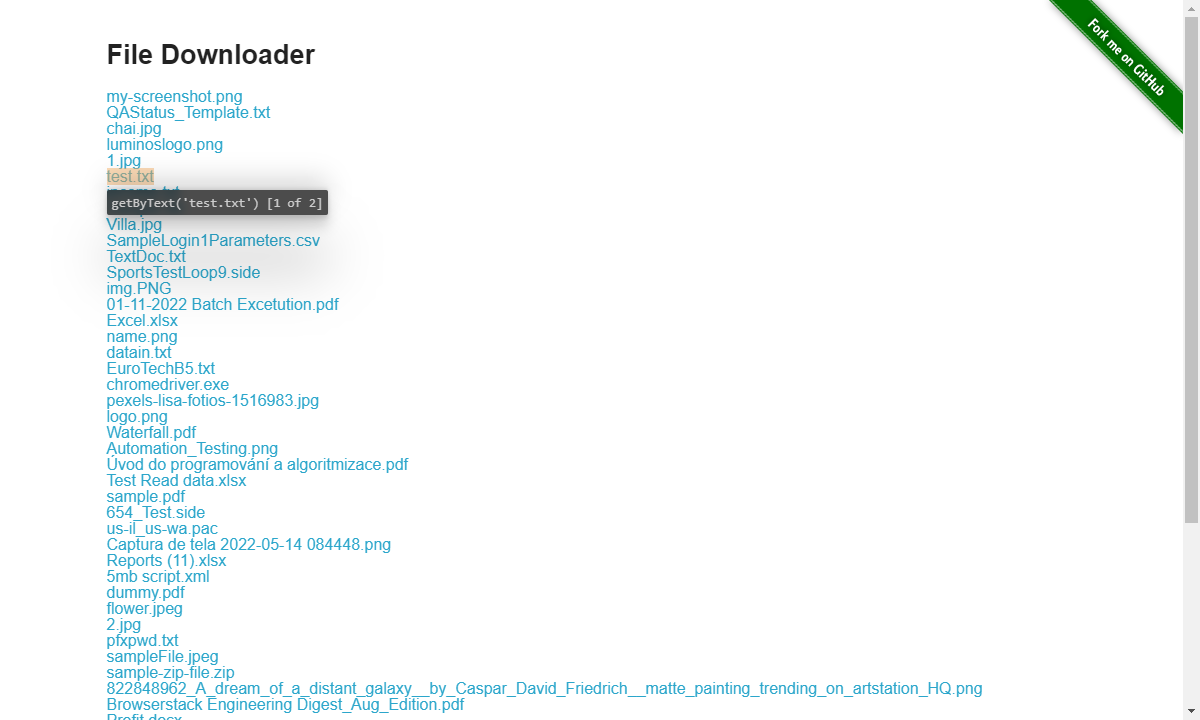 File Downloader
Fork me on GitHub
my-screenshot.png
QAStatus_Template.txt
chai.jpg
luminoslogo.png
1.jpg
test.txt
getByText('test.txt') [1 of 2]
Villa.jpg
SampleLogin1Parameters.csv
TextDoc.txt
SportsTestLoop9.side
img.PNG
01-11-2022 Batch Excetution.pdf
Excel.xlsx
name.png
datain.txt
EuroTechB5.txt
chromedriver.exe
pexels-lisa-fotios-1516983.jpg
logo.png
Waterfall.pdf
Automation_Testing.png
Úvod do programování a algoritmizace.pdf
Test Read data.xlsx
sample.pdf
654_Test.side
us-il_us-wa.pac
Captura de tela 2022-05-14 084448.png
Reports (11).xlsx
5mb script.xml
dummy.pdf
flower.jpeg
2.jpg
pfxpwd.txt
sampleFile.jpeg
sample-zip-file.zip
822848962_A_dream_of_a_distant_galaxy__by_Caspar_David_Friedrich__matte_painting_trending_on_artstation_HQ.png
Browserstack Engineering Digest_Aug_Edition.pdf
Profit.docx